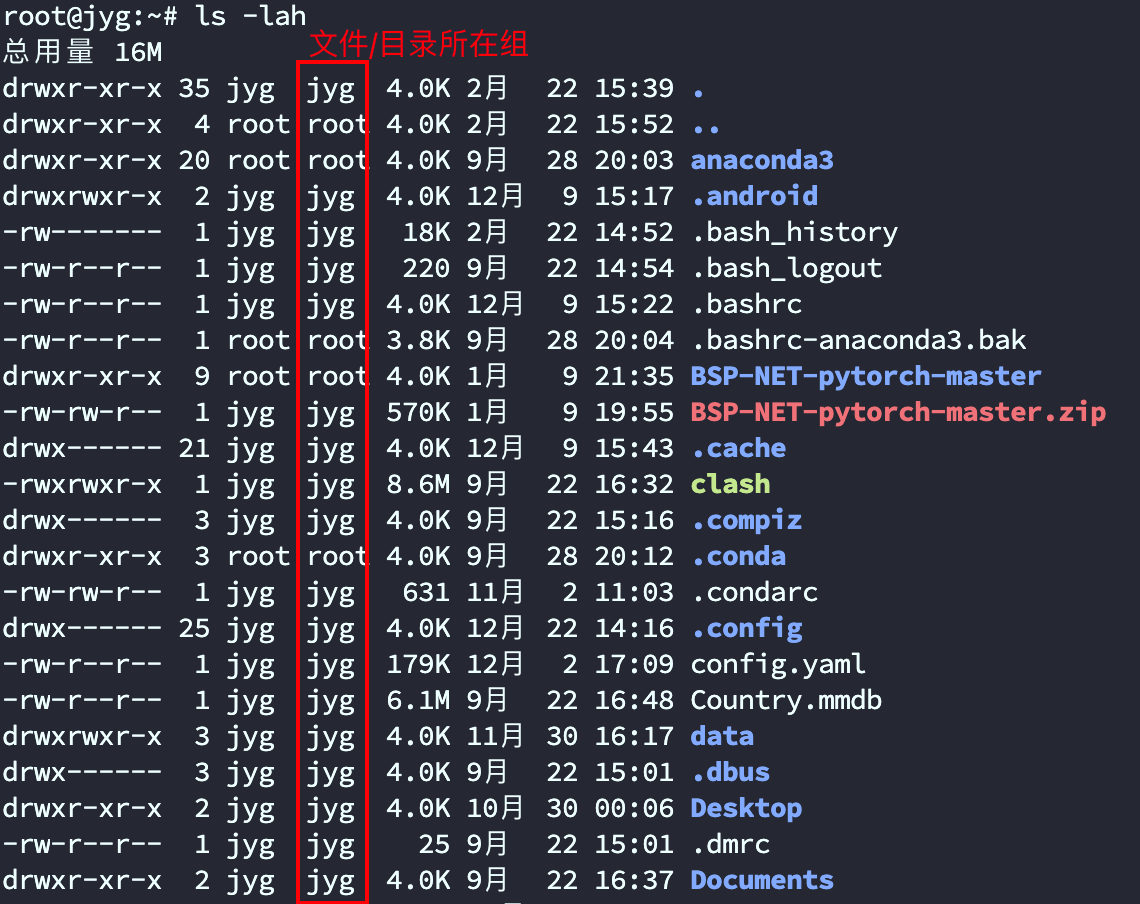 root@jyg:~# ls -lah
总用量 16M
文件/目录所在组
drwxr-xr-x 35 jyg  jyg  4.0K 2月  22 15:39 .
drwxr-xr-x  4 root root 4.0K 2月  22 15:52 ..
drwxr-xr-x 20 root root 4.0K 9月  28 20:03 anaconda3
drwxrwxr-x  2 jyg  jyg  4.0K 12月  9 15:17 .android
-rw-------  1 jyg  jyg   18K 2月  22 14:52 .bash_history
-rw-r--r--  1 jyg  jyg   220 9月  22 14:54 .bash_logout
-rw-r--r--  1 jyg  jyg  4.0K 12月  9 15:22 .bashrc
-rw-r--r--  1 root root 3.8K 9月  28 20:04 .bashrc-anaconda3.bak
drwxr-xr-x  9 root root 4.0K 1月   9 21:35 BSP-NET-pytorch-master
-rw-rw-r--  1 jyg  jyg  570K 1月   9 19:55 BSP-NET-pytorch-master.zip
drwx------ 21 jyg  jyg  4.0K 12月  9 15:43 .cache
-rwxrwxr-x  1 jyg  jyg  8.6M 9月  22 16:32 clash
drwx------  3 jyg  jyg  4.0K 9月  22 15:16 .compiz
drwxr-xr-x  3 root root 4.0K 9月  28 20:12 .conda
-rw-rw-r--  1 jyg  jyg   631 11月  2 11:03 .condarc
drwx------ 25 jyg  jyg  4.0K 12月 22 14:16 .config
-rw-r--r--  1 jyg  jyg  179K 12月  2 17:09 config.yaml
-rw-r--r--  1 jyg  jyg  6.1M 9月  22 16:48 Country.mmdb
drwxrwxr-x  3 jyg  jyg  4.0K 11月 30 16:17 data
drwx------  3 jyg  jyg  4.0K 9月  22 15:01 .dbus
drwxr-xr-x  2 jyg  jyg  4.0K 10月 30 00:06 Desktop
-rw-r--r--  1 jyg  jyg    25 9月  22 15:01 .dmrc
drwxr-xr-x  2 jyg  jyg  4.0K 9月  22 16:37 Documents